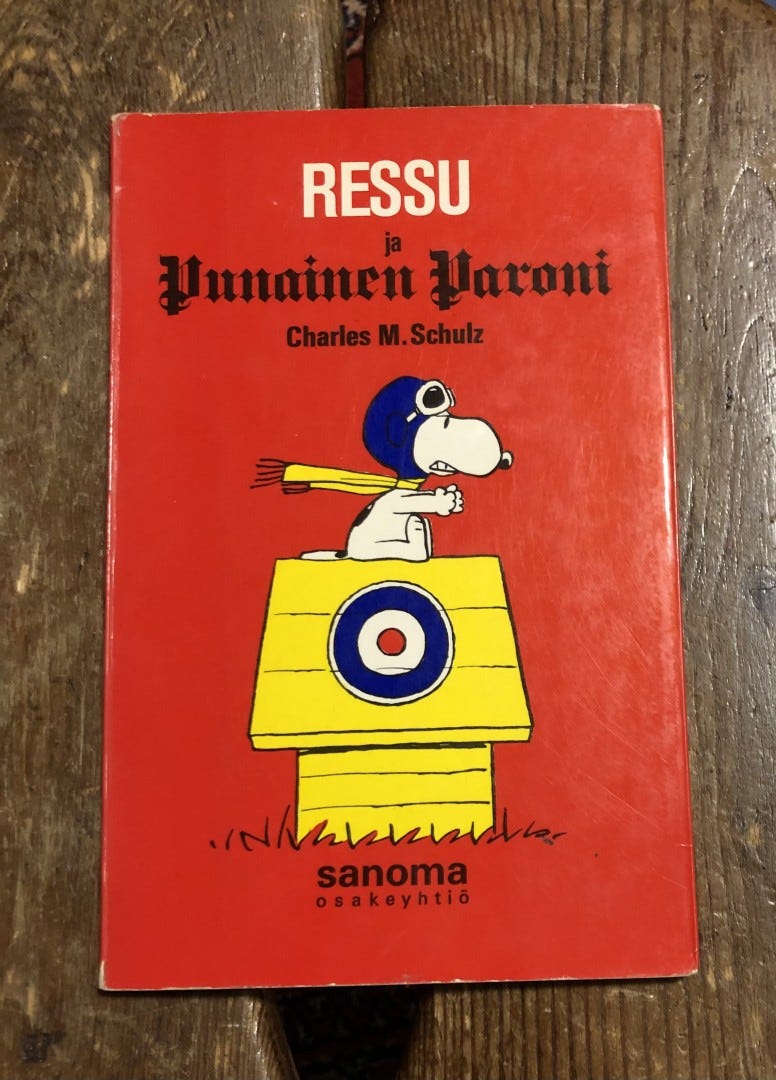 RESSU
ja
Punainen Paroni
Charles M. Schulz
sanoma
osakeyhtiö